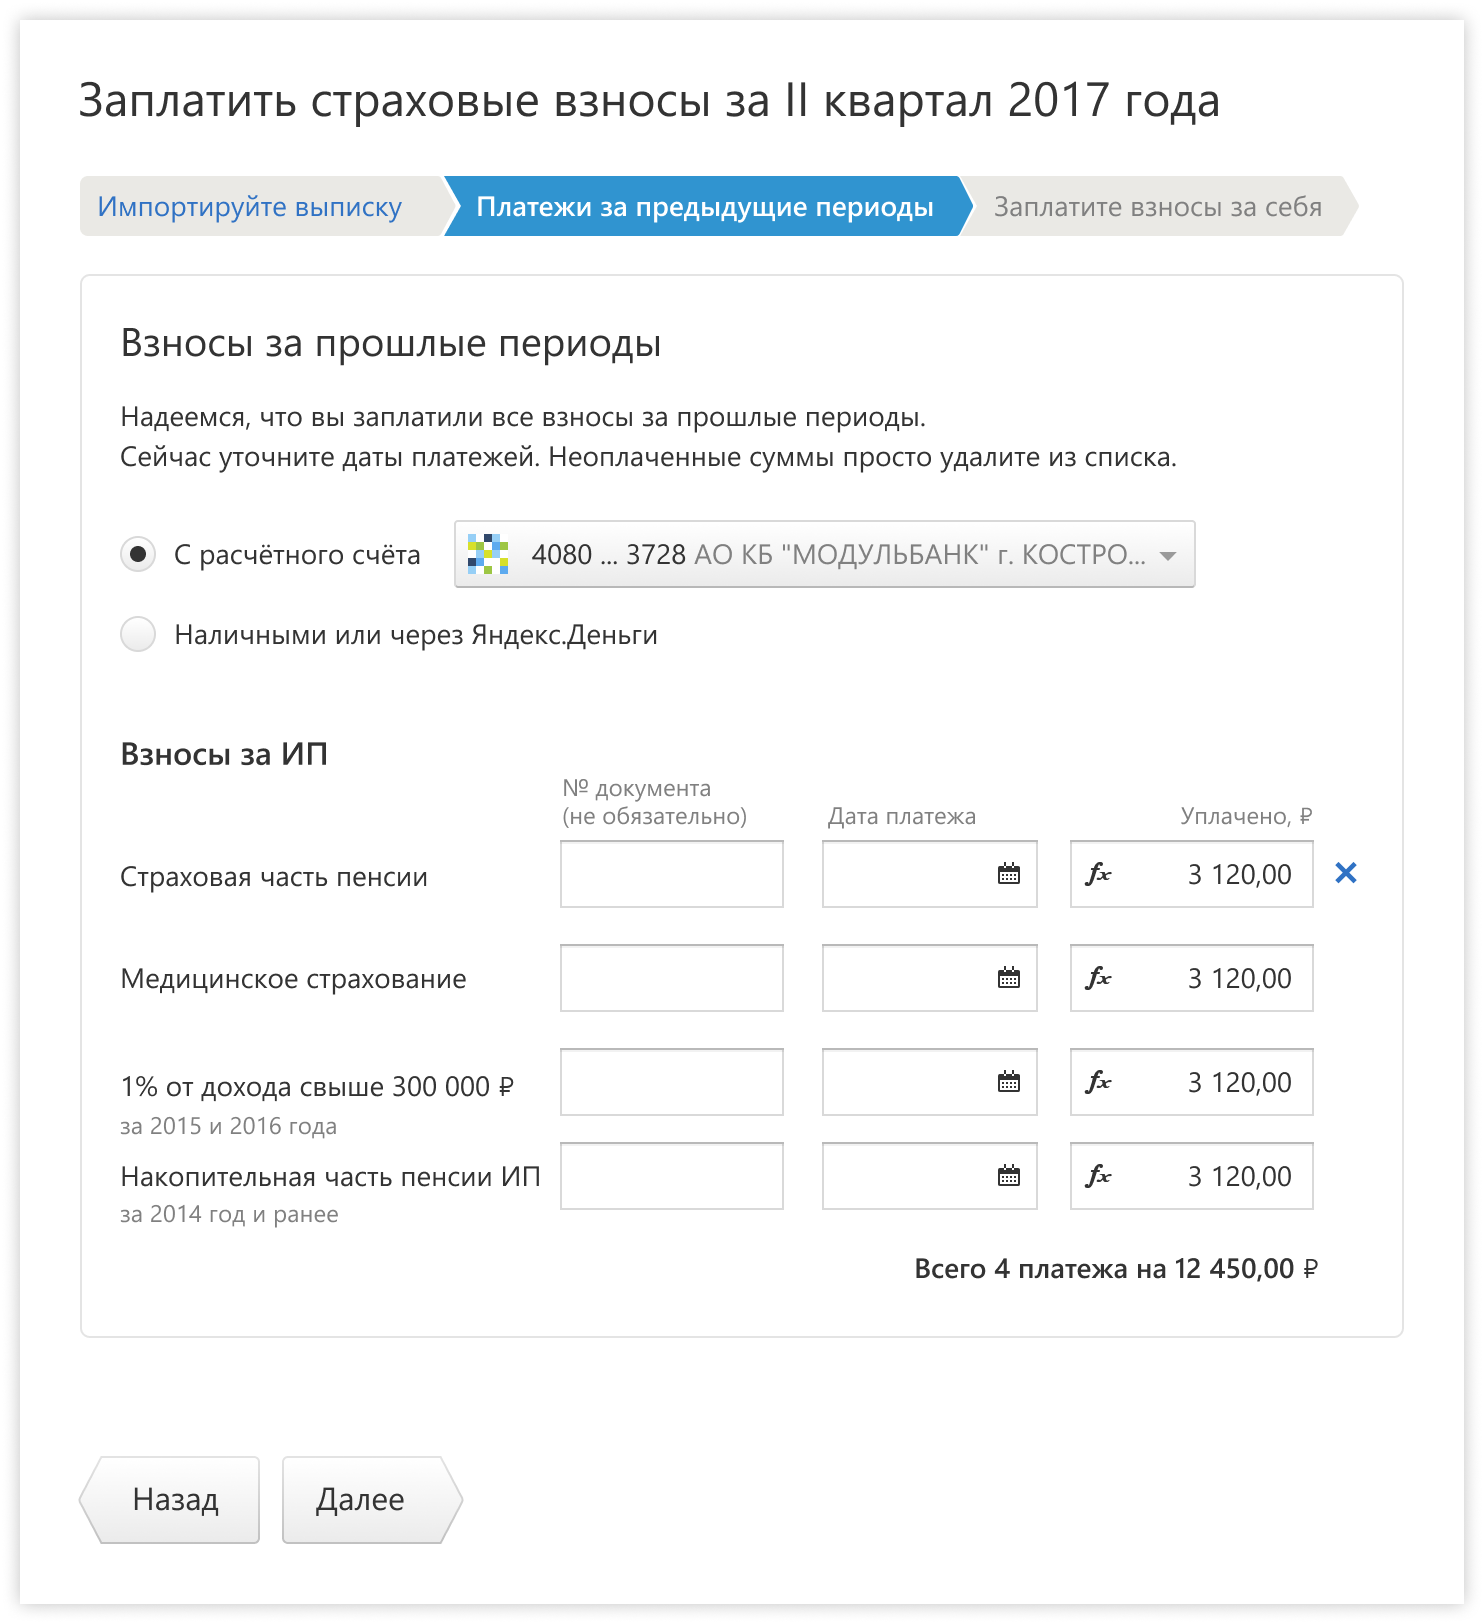 Заплатить страховые взносы за II квартал 2017 года
Импортируйте выписку
Платежи за предыдущие периоды
Заплатите взносы за себя
Взносы за прошлые периоды
Надеемся, что вы заплатили все взносы за прошлые периоды.
Сейчас уточните даты платежей. Неоплаченные суммы просто удалите из списка.
С расчётного счёта
4080 ... 3728 АО КБ "МОДУЛЬБАНК" г. КОСТРО...
Наличными или через Яндекс.Деньги
Взносы за ИП
№ документа
(не обязательно)
Дата платежа
Уплачено, ₽
Страховая часть пенсии
fx 3 120,00
Медицинское страхование
fx 3 120,00
1% от дохода свыше 300 000 ₽
за 2015 и 2016 года
fx 3 120,00
Накопительная часть пенсии ИП
за 2014 год и ранее
fx 3 120,00
Всего 4 платежа на 12 450,00 ₽
Назад
Далее